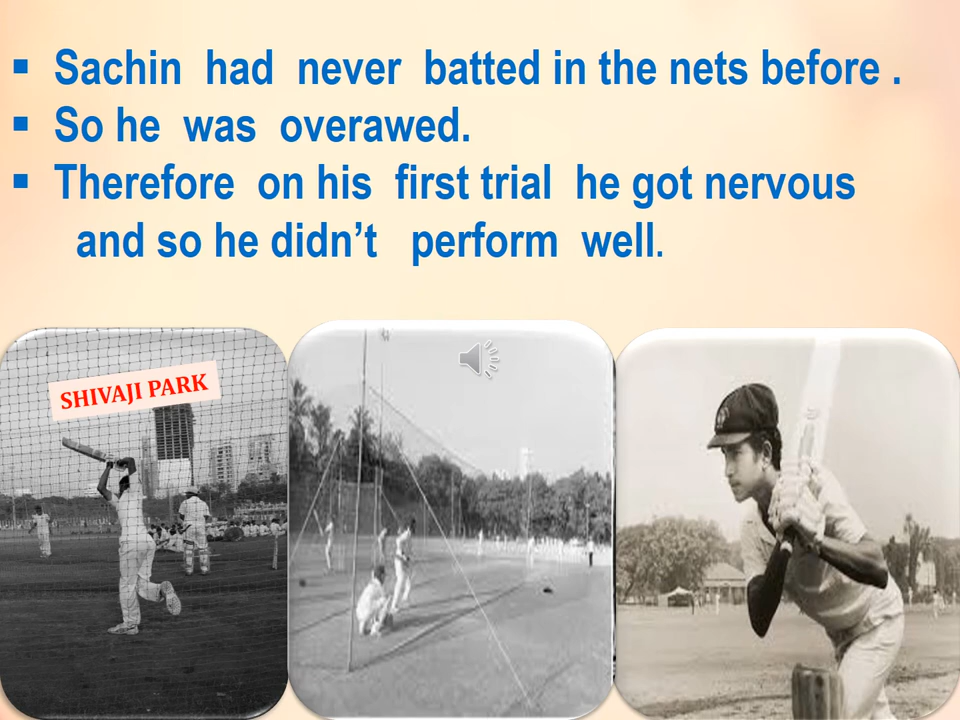 ▪ Sachin had never batted in the nets before .
▪ So he was overawed.
▪ Therefore on his first trial he got nervous
and so he didn’t perform well.
SHIVAJI PARK